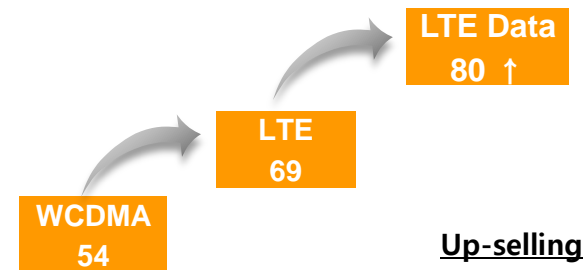 LTE Data
80 ↑
LTE
69
WCDMA
54
Up-selling